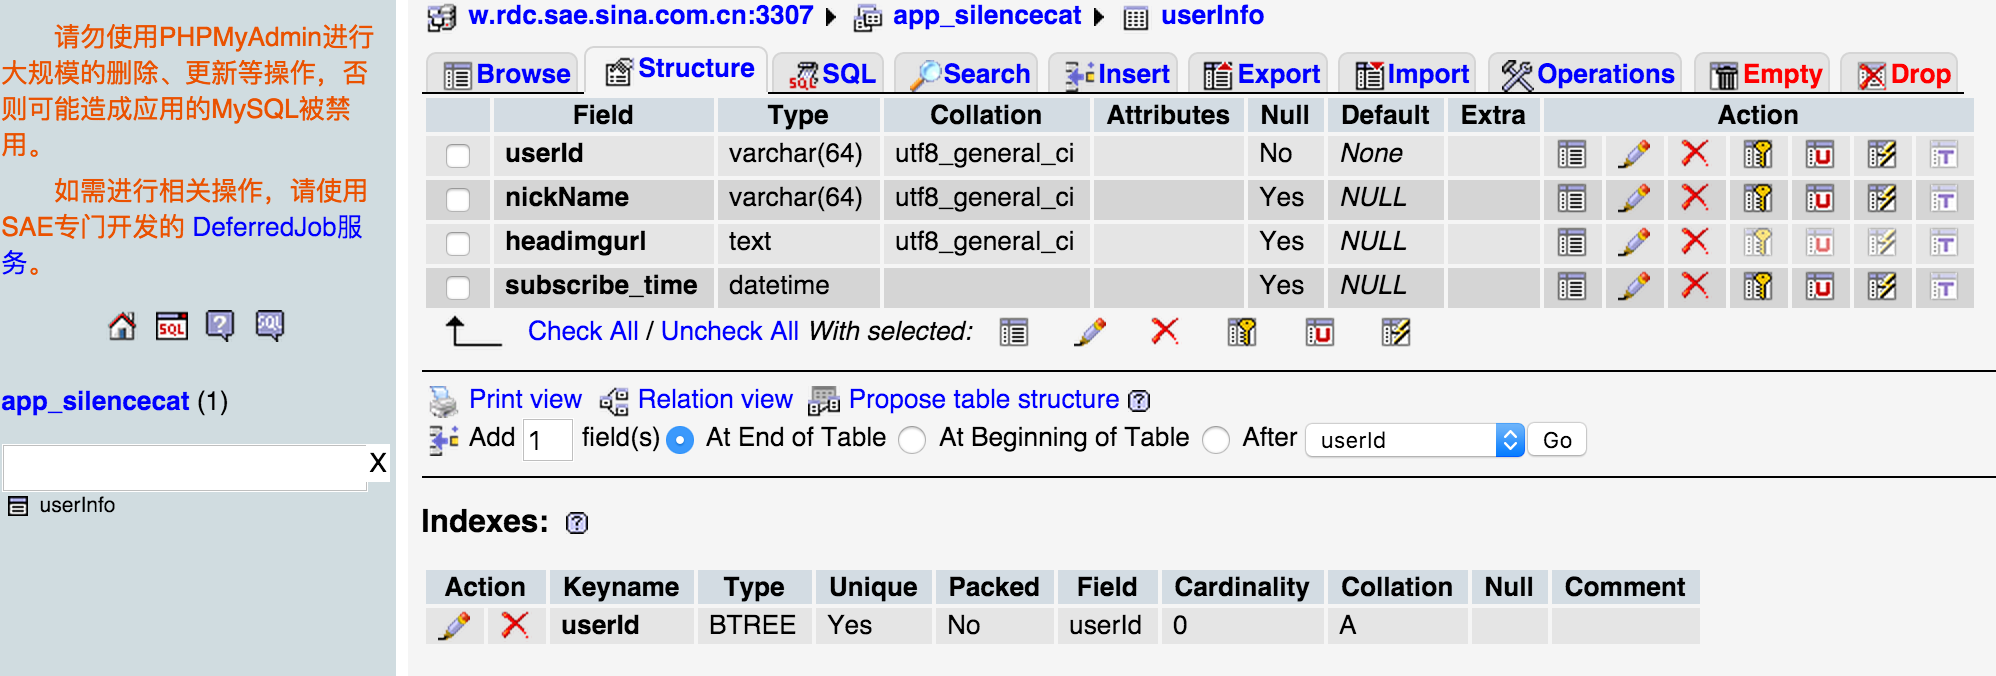 请勿使用PHPMyAdmin进行
大规模的删除、更新等操作，否
则可能造成应用的MySQL被禁
用。
如需进行相关操作，请使用
SAE专门开发的 DeferredJob服
务。
SQL
?
SQL
app_silencecat (1)
X
userInfo
w.rdc.sae.sina.com.cn:3307 ▶ app_silencecat ▶ userInfo
Browse Structure SQL Search Insert Export Import Operations Empty Drop
Field Type Collation Attributes Null Default Extra Action
userId varchar(64) utf8_general_ci No None
nickName varchar(64) utf8_general_ci Yes NULL
headimgurl text utf8_general_ci Yes NULL
subscribe_time datetime Yes NULL
Check All / Uncheck All With selected:
Print view Relation view Propose table structure ?
Add 1 field(s) At End of Table At Beginning of Table After userId Go
Indexes: ?
Action Keyname Type Unique Packed Field Cardinality Collation Null Comment
userId BTREE Yes No userId 0 A